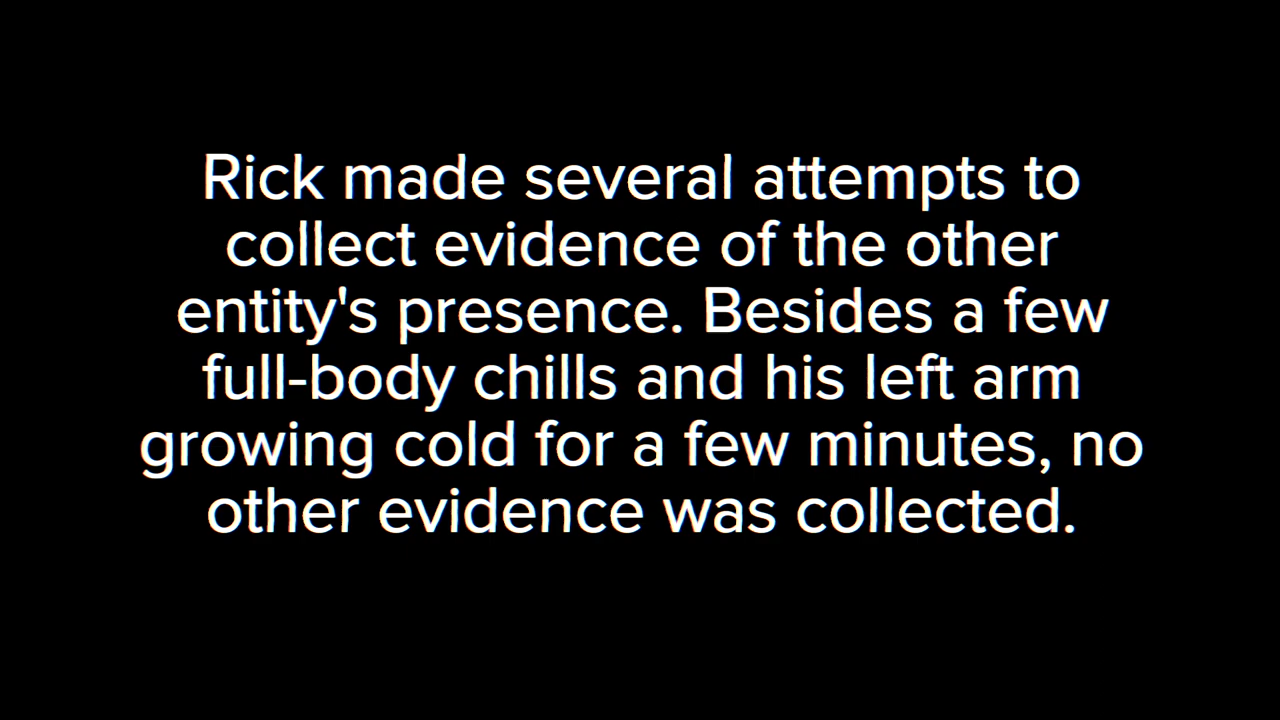 Rick made several attempts to
collect evidence of the other
entity's presence. Besides a few
full-body chills and his left arm
growing cold for a few minutes, no
other evidence was collected.